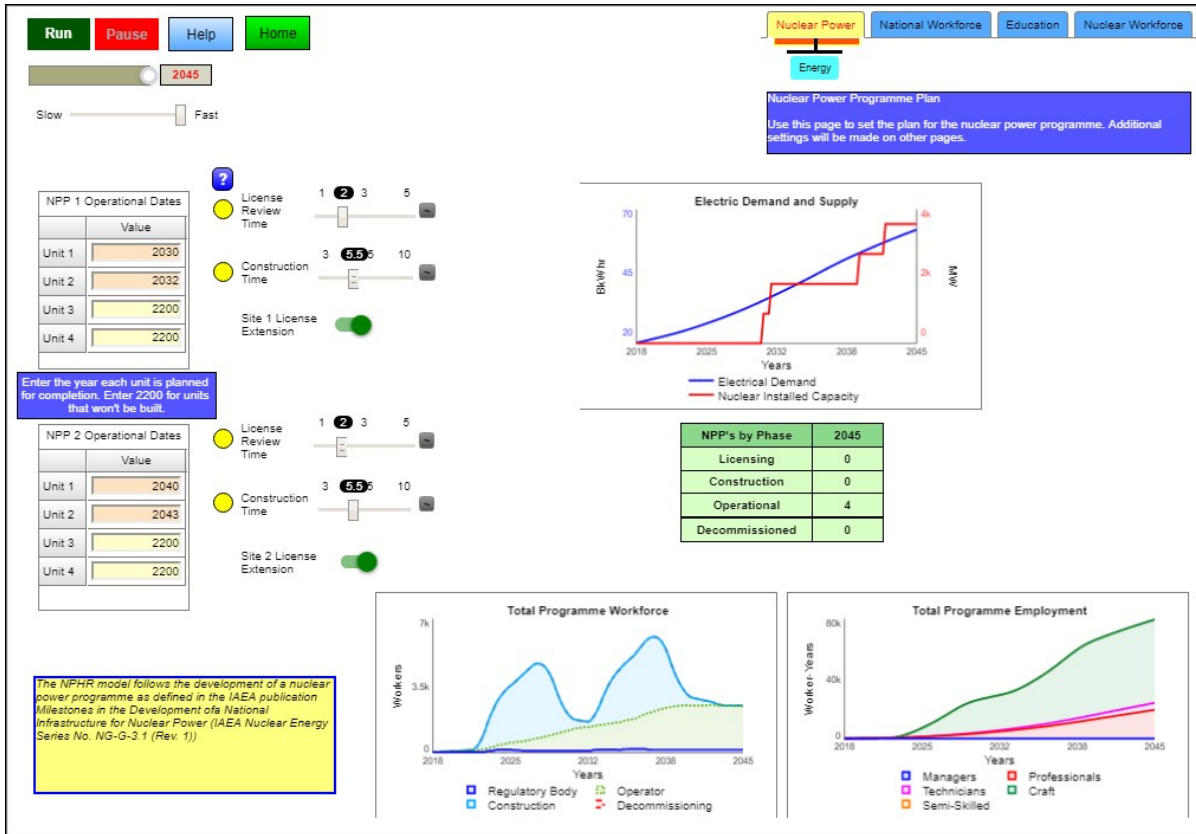 Run
Pause
Help
Home
Nuclear Power
National Workforce
Education
Nuclear Workforce
Energy
2045
Slow
Fast
Nuclear Power Programme Plan
Use this page to set the plan for the nuclear power programme. Additional
settings will be made on other pages.
?
NPP 1 Operational Dates
Value
Unit 1 2030
Unit 2 2032
Unit 3 2200
Unit 4 2200
License
Review
Time
1 2 3 5
~
Construction
Time
3 5.5 5 10
~
Site 1 License
Extension
Enter the year each unit is planned
for completion. Enter 2200 for units
that won't be built.
NPP 2 Operational Dates
Value
Unit 1 2040
Unit 2 2043
Unit 3 2200
Unit 4 2200
License
Review
Time
1 2 3 5
~
Construction
Time
3 5.5 5 10
~
Site 2 License
Extension
Electric Demand and Supply
70
45
20
BkWhr
4k
2k
0
MW
2018 2025 2032 2038 2045
Years
Electrical Demand
Nuclear Installed Capacity
NPP's by Phase 2045
Licensing 0
Construction 0
Operational 4
Decommissioned 0
Total Programme Workforce
7k
3.5k
0
Workers
2018 2025 2032 2038 2045
Years
Regulatory Body
Operator
Construction
Decommissioning
Total Programme Employment
80k
40k
0
Worker-Years
2018 2025 2032 2038 2045
Years
Managers
Professionals
Technicians
Craft
Semi-Skilled
The NPHR model follows the development of a nuclear
power programme as defined in the IAEA publication
Milestones in the Development ofa National
Infrastructure for Nuclear Power (IAEA Nuclear Energy
Series No. NG-G-3.1 (Rev. 1))